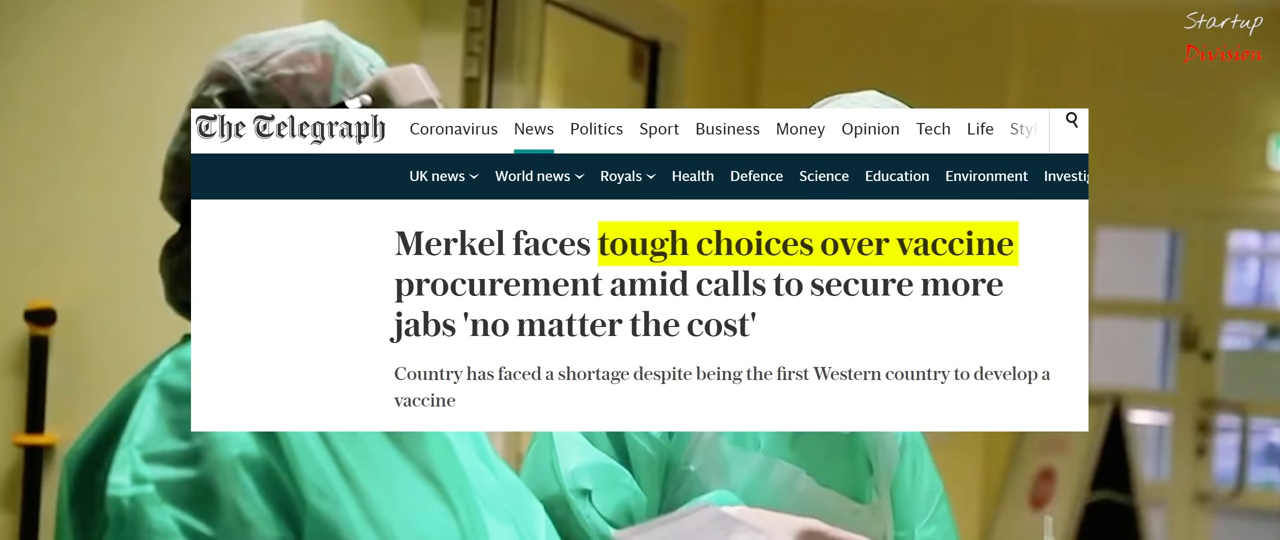 Startup
Division
The Telegraph
Coronavirus News Politics Sport Business Money Opinion Tech Life
UK news World news Royals Health Defence Science Education Environment
Merkel faces tough choices over vaccine
procurement amid calls to secure more
jabs 'no matter the cost'
Country has faced a shortage despite being the first Western country to develop a
vaccine